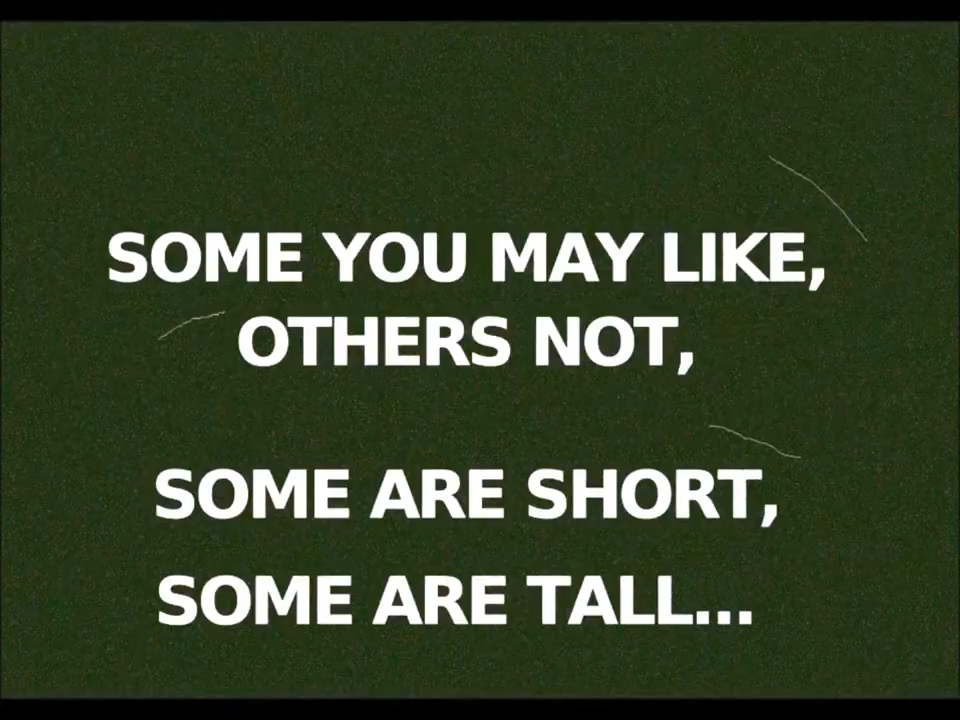 SOME YOU MAY LIKE,
OTHERS NOT,
SOME ARE SHORT,
SOME ARE TALL...